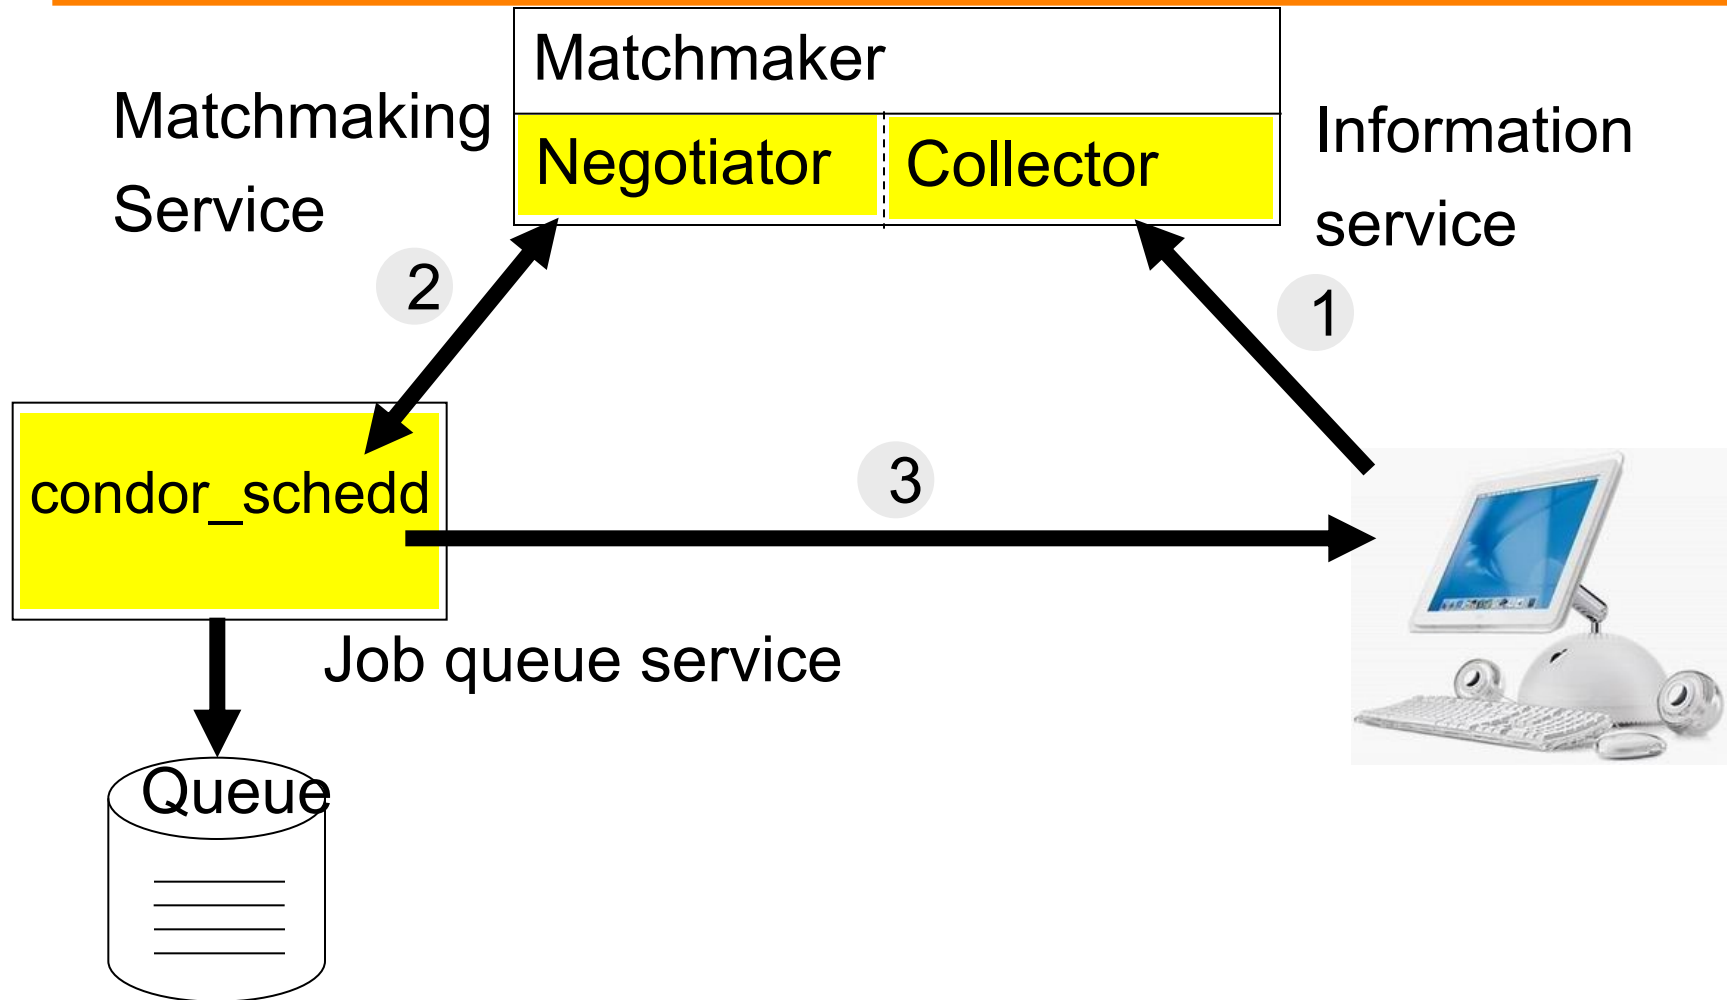 Matchmaker
Matchmaking
Service
Negotiator
Collector
Information
service
2
1
condor_schedd
3
Job queue service
Queue